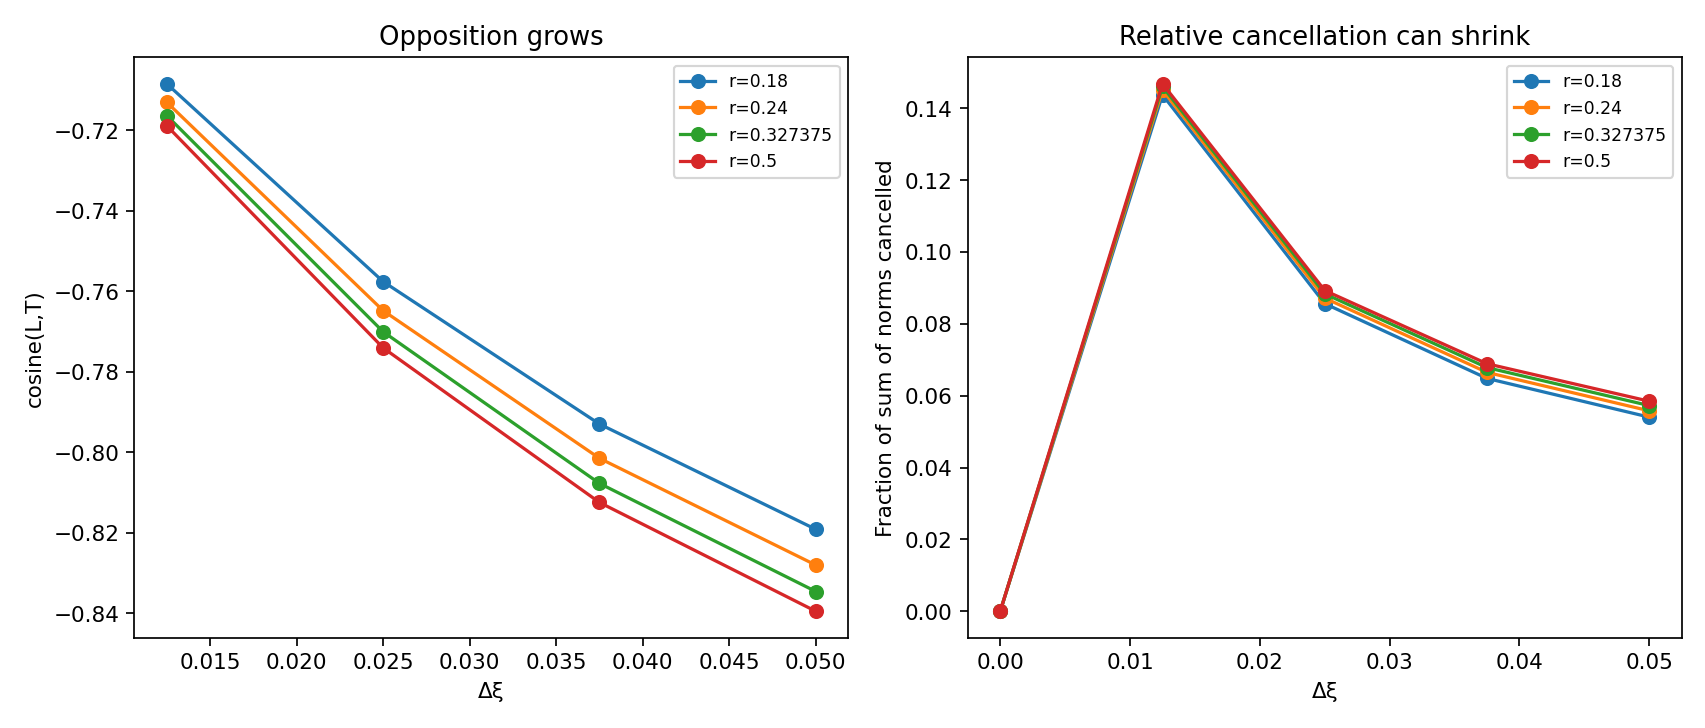 Opposition grows
cosine(L,T)
−0.72
−0.74
−0.76
−0.78
−0.80
−0.82
−0.84
r=0.18
r=0.24
r=0.327375
r=0.5
0.015 0.020 0.025 0.030 0.035 0.040 0.045 0.050
Δξ
Relative cancellation can shrink
Fraction of sum of norms cancelled
0.14
0.12
0.10
0.08
0.06
0.04
0.02
0.00
r=0.18
r=0.24
r=0.327375
r=0.5
0.00 0.01 0.02 0.03 0.04 0.05
Δξ